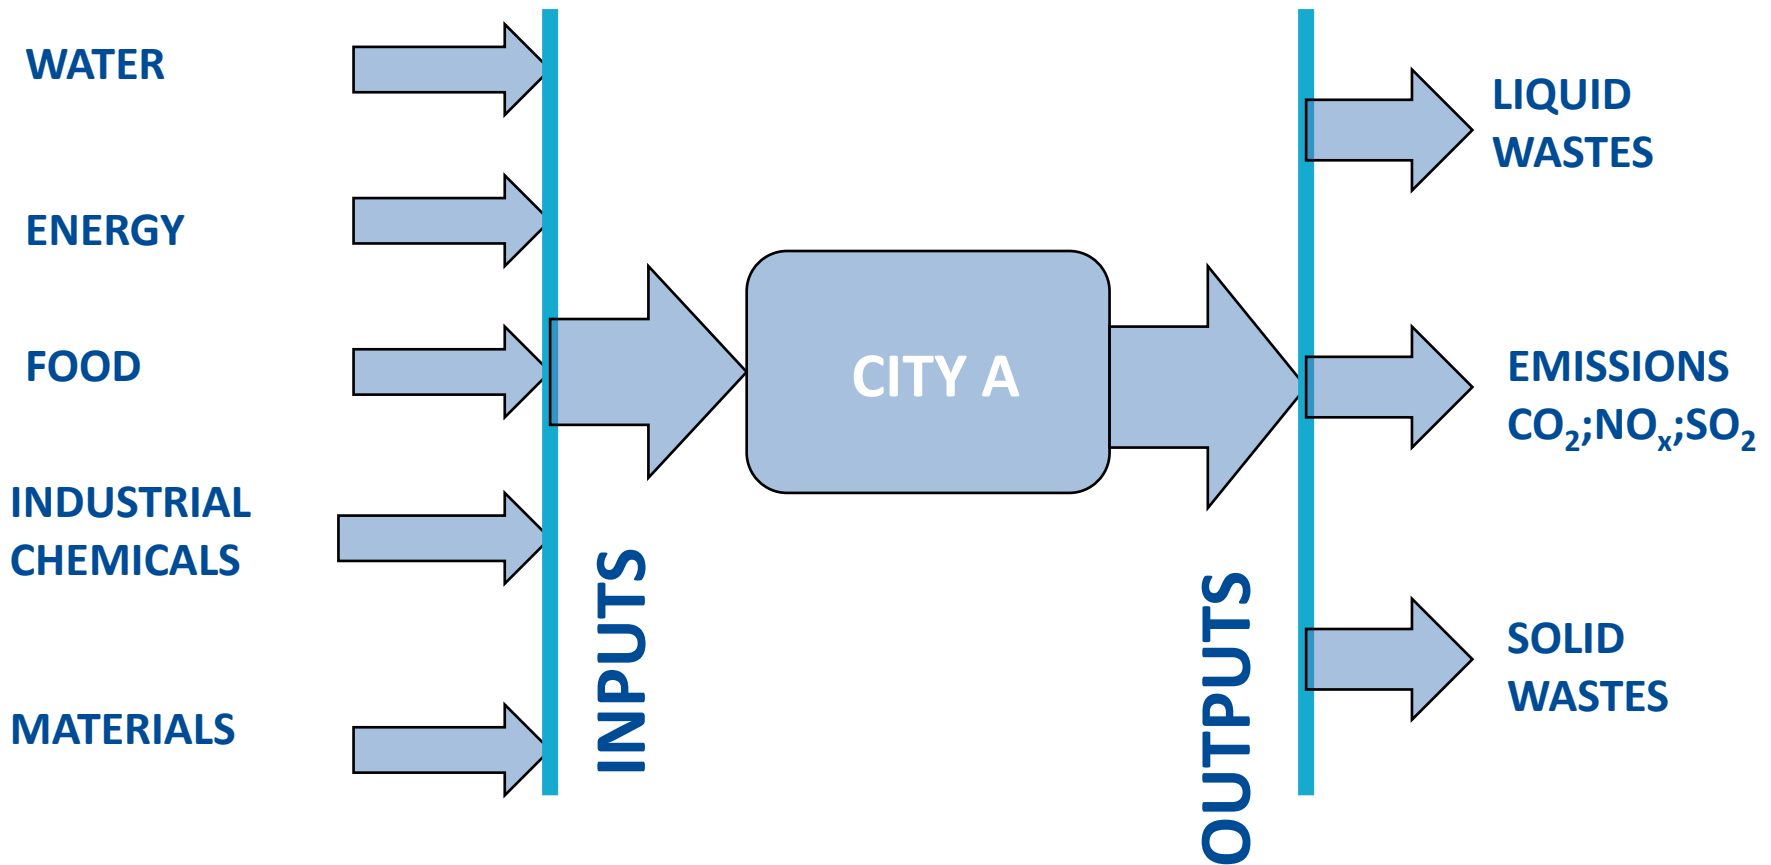 WATER
ENERGY
FOOD
INDUSTRIAL
CHEMICALS
MATERIALS
INPUTS
CITY A
OUTPUTS
LIQUID
WASTES
EMISSIONS
CO₂;NOₓ;SO₂
SOLID
WASTES